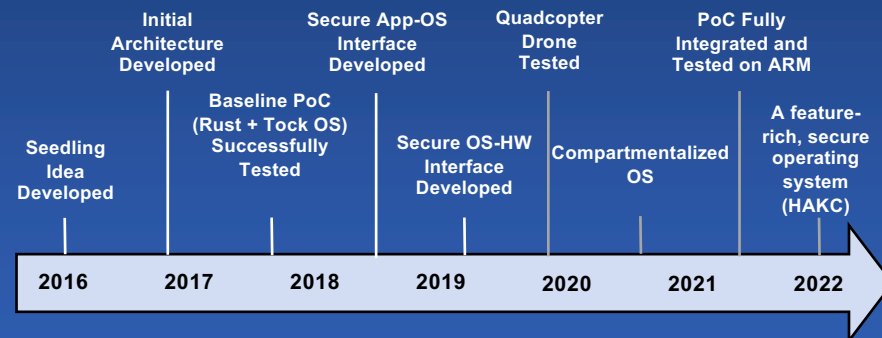 Seedling
Idea
Developed
Initial
Architecture
Developed
Baseline PoC
(Rust + Tock OS)
Successfully
Tested
Secure App-OS
Interface
Developed
Secure OS-HW
Interface
Developed
Quadcopter
Drone
Tested
Compartmentalized
OS
PoC Fully
Integrated and
Tested on ARM
A feature-
rich, secure
operating
system
(HAKC)
2016
2017
2018
2019
2020
2021
2022